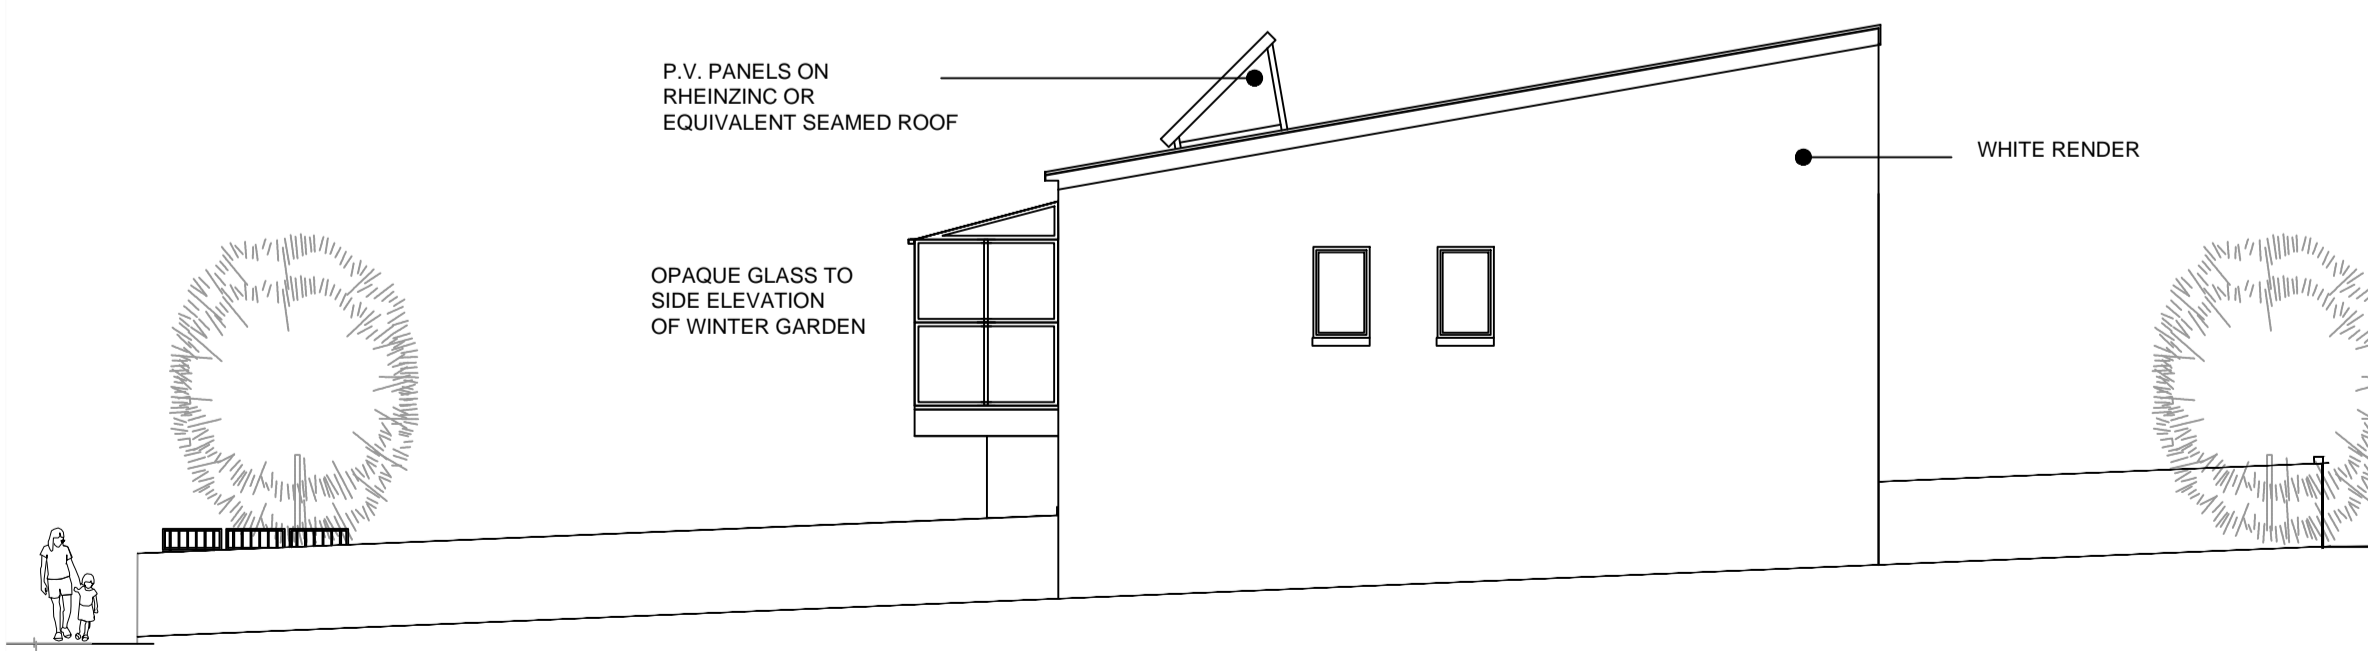 P.V. PANELS ON
RHEINZINC OR
EQUIVALENT SEAMED ROOF
WHITE RENDER
OPAQUE GLASS TO
SIDE ELEVATION
OF WINTER GARDEN